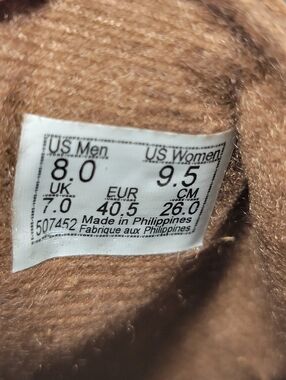 US Men US Women
8.0 9.5
UK EUR CM
7.0 40.5 26.0
507452 Made in Philippines
Fabrique aux Philippines